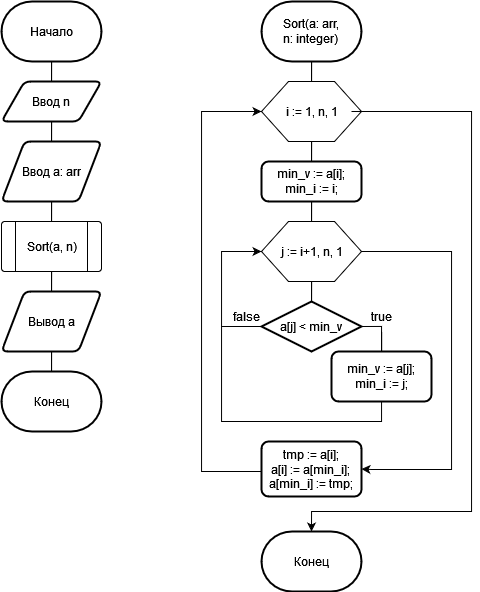 Начало
Ввод n
Ввод a: arr
Sort(a, n)
Вывод a
Конец
Sort(a: arr,
n: integer)
i := 1, n, 1
min_v := a[i];
min_i := i;
j := i+1, n, 1
false
true
a[j] < min_v
min_v := a[j];
min_i := j;
tmp := a[i];
a[i] := a[min_i];
a[min_i] := tmp;
Конец